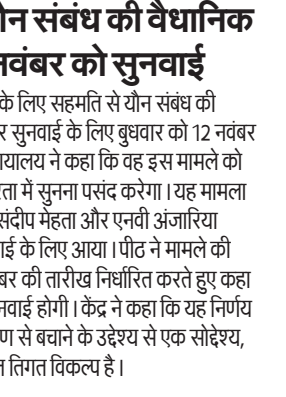 ौन संबंध की वैधानिक
नवंबर को सुनवाई
के लिए सहमति से यौन संबंध की
र सुनवाई के लिए बुधवार को 12 नवंबर
यायालय ने कहा कि वह इस मामले को
रता में सुनना पसंद करेगा। यह मामला
संदीप मेहता और एनवी अंजारिया
ाई के लिए आया। पीठ ने मामले की
बर की तारीख निर्धारित करते हुए कहा
नवाई होगी। केंद्र ने कहा कि यह निर्णय
ण से बचाने के उद्देश्य से एक सोद्देश्य,
तिगत विकल्प है।